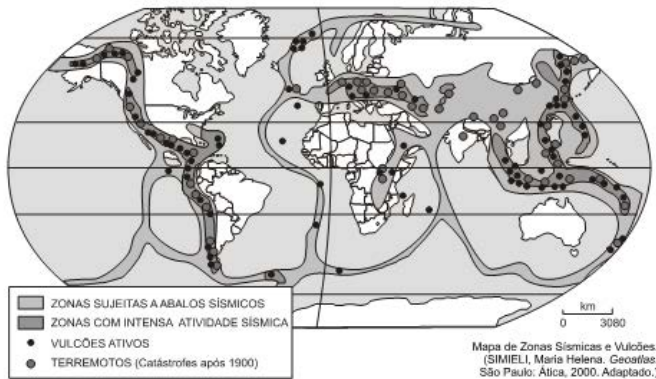 ZONAS SUJEITAS A ABALOS SÍSMICOS
ZONAS COM INTENSA ATIVIDADE SÍSMICA
VULCÕES ATIVOS
TERREMOTOS (Catástrofes após 1900)
km
0 3080
Mapa de Zonas Sísmicas e Vulcões.
(SIMIELI, Maria Helena. Geoatlas.
São Paulo: Ática, 2000. Adaptado.)